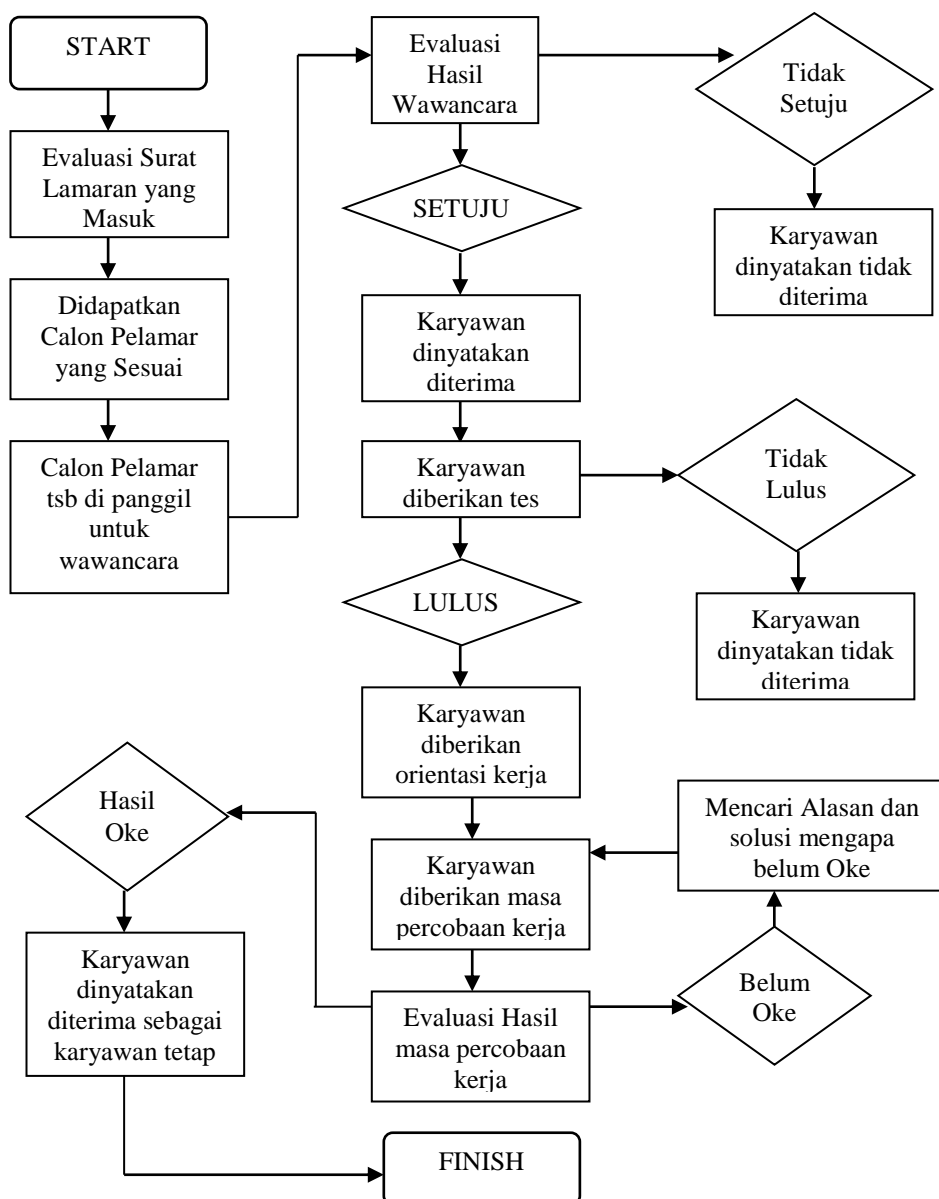 START
Evaluasi Surat
Lamaran yang
Masuk
Didapatkan
Calon Pelamar
yang Sesuai
Calon Pelamar
tsb di panggil
untuk
wawancara
Evaluasi
Hasil
Wawancara
Tidak
Setuju
Karyawan
dinyatakan tidak
diterima
SETUJU
Karyawan
dinyatakan
diterima
Karyawan
diberikan tes
Tidak
Lulus
Karyawan
dinyatakan tidak
diterima
LULUS
Karyawan
diberikan
orientasi kerja
Karyawan
diberikan masa
percobaan kerja
Evaluasi Hasil
masa percobaan
kerja
Belum
Oke
Mencari Alasan dan
solusi mengapa
belum Oke
Hasil
Oke
Karyawan
dinyatakan
diterima sebagai
karyawan tetap
FINISH